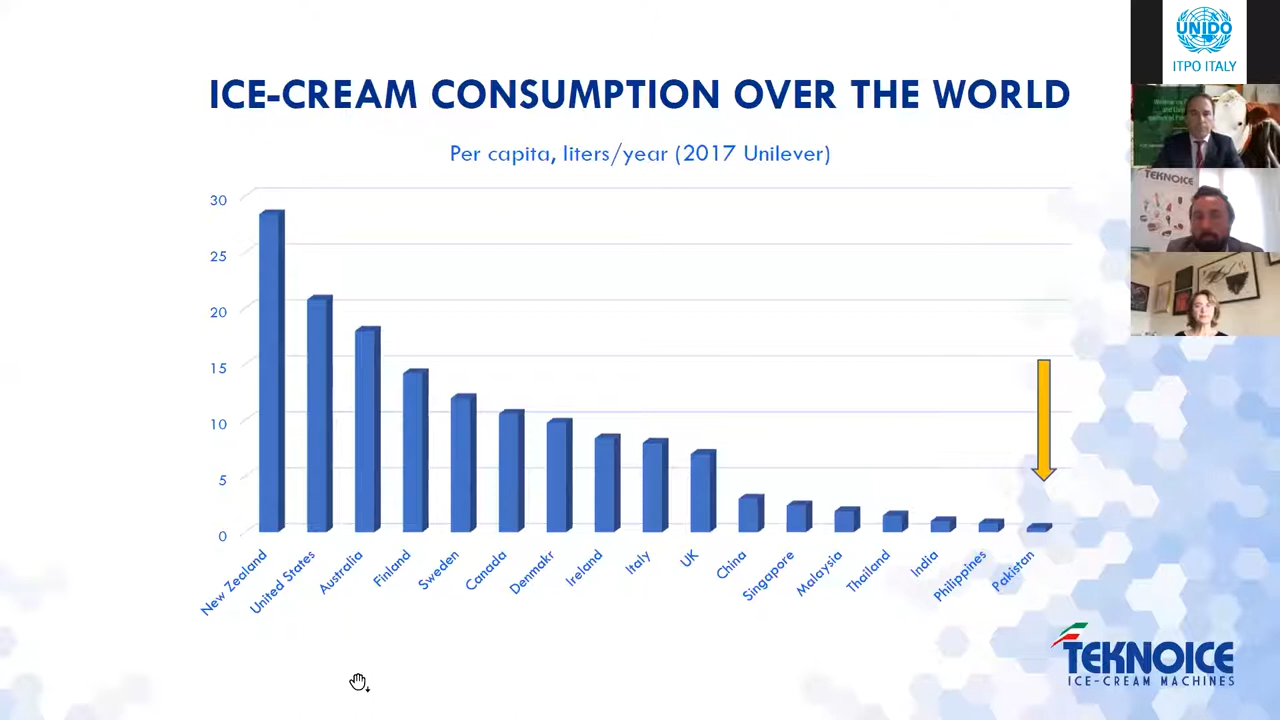 ICE-CREAM CONSUMPTION OVER THE WORLD
Per capita, liters/year (2017 Unilever)
30
25
20
15
10
5
0
New Zealand
United States
Australia
Finland
Sweden
Canada
Denmakr
Ireland
Italy
UK
China
Singapore
Malaysia
Thailand
India
Philippines
Pakistan
TEKNOICE
ICE-CREAM MACHINES
UNIDO
ITPO ITALY
TEKNOICE